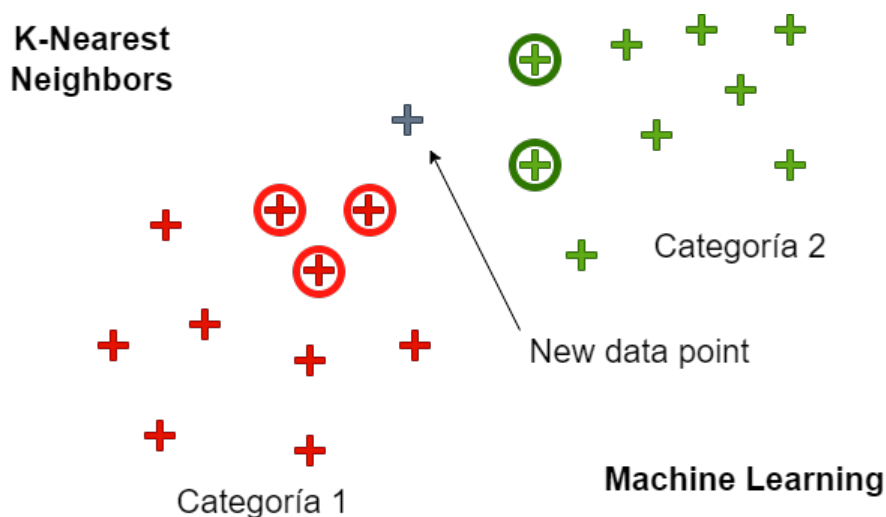 K-Nearest
Neighbors
Categoría 2
New data point
Machine Learning
Categoría 1